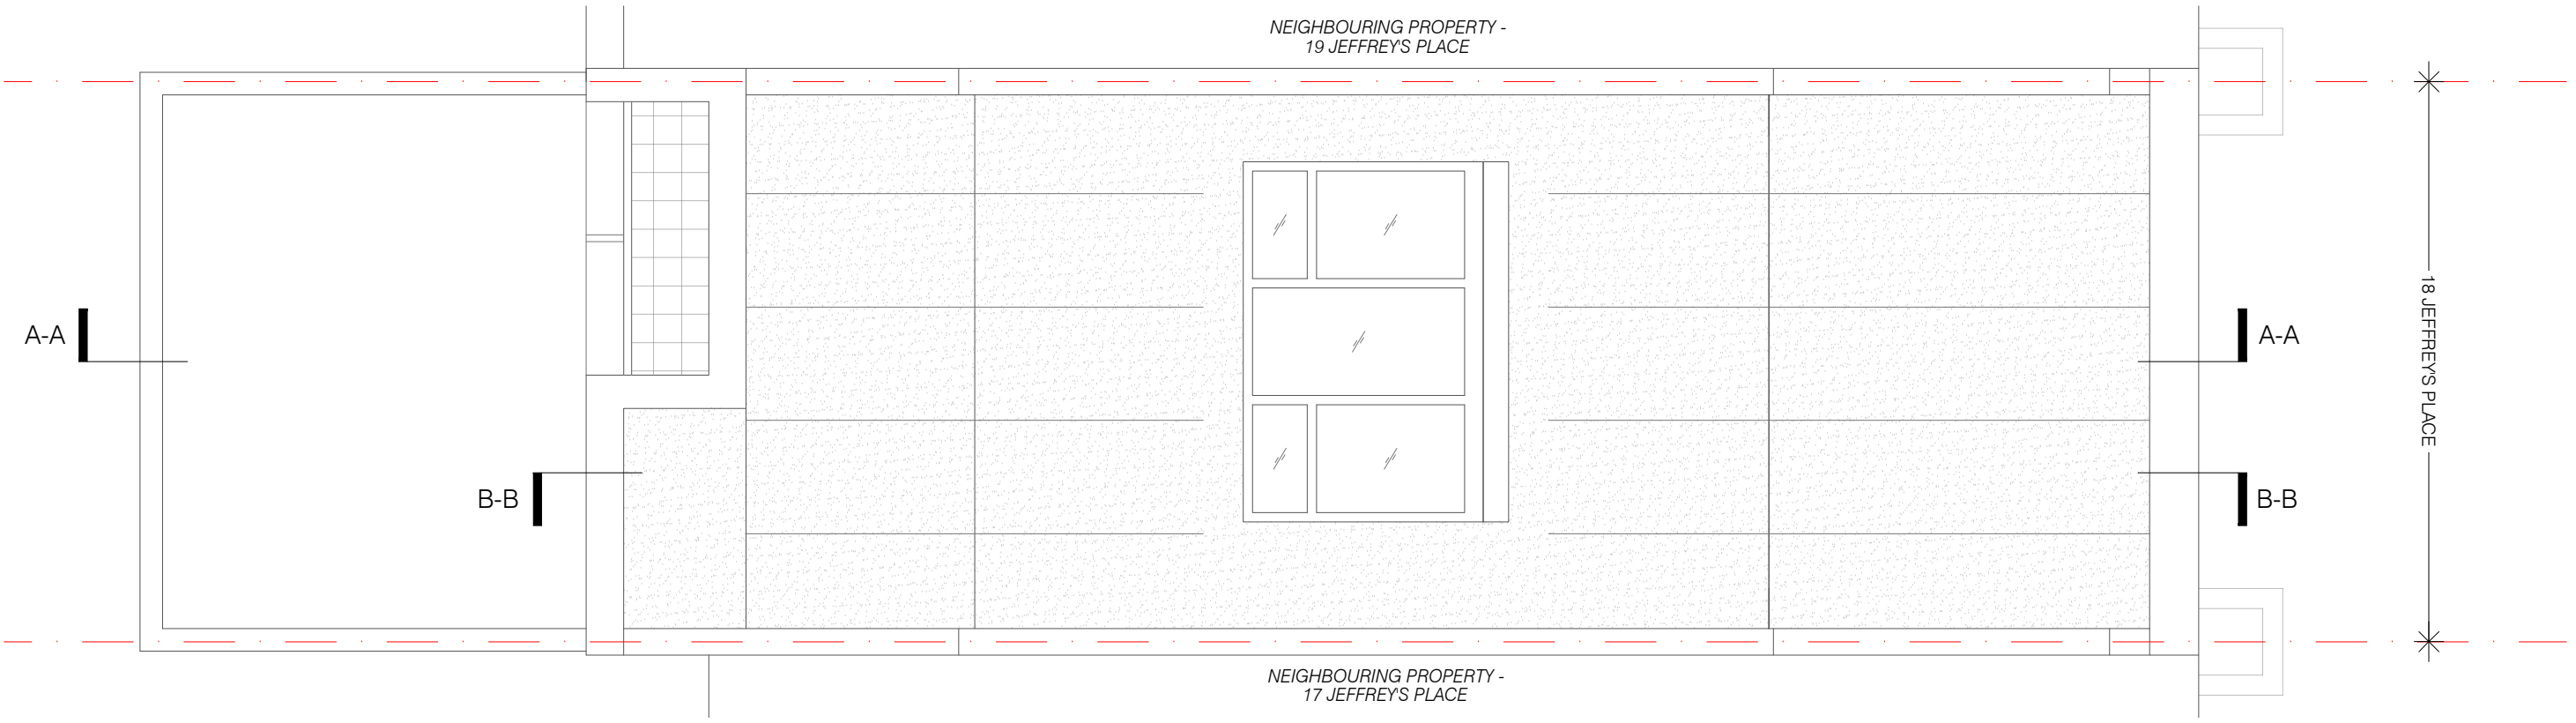 NEIGHBOURING PROPERTY -
19 JEFFREY'S PLACE
A-A
A-A
18 JEFFREY'S PLACE
B-B
B-B
NEIGHBOURING PROPERTY -
17 JEFFREY'S PLACE